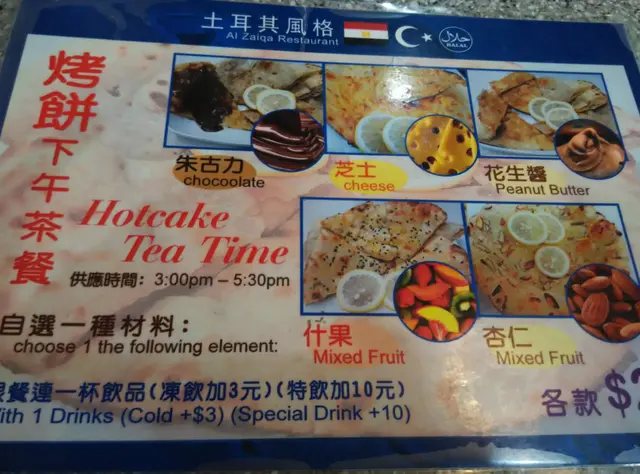 土耳其風格
Al Zaiqa Restaurant
حلال
HALAL
烤餅下午茶餐
Hotcake
Tea Time
供應時間：3:00pm – 5:30pm
自選一種材料：
choose 1 the following element:
朱古力
chocoolate
芝士
cheese
花生醬
Peanut Butter
什果
Mixed Fruit
杏仁
Mixed Fruit
餐連一杯飲品(凍飲加3元)(特飲加10元)
With 1 Drinks (Cold +$3) (Special Drink +10)
各款 $